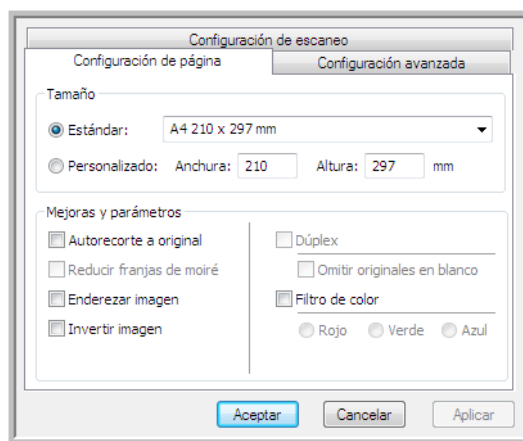 Configuración de escaneo
Configuración de página
Configuración avanzada
Tamaño
Estándar: A4 210 x 297 mm
Personalizado: Anchura: 210 Altura: 297 mm
Mejoras y parámetros
Autorecorte a original
Reducir franjas de moiré
Enderezar imagen
Invertir imagen
Dúplex
Omitir originales en blanco
Filtro de color
Rojo Verde Azul
Aceptar Cancelar Aplicar